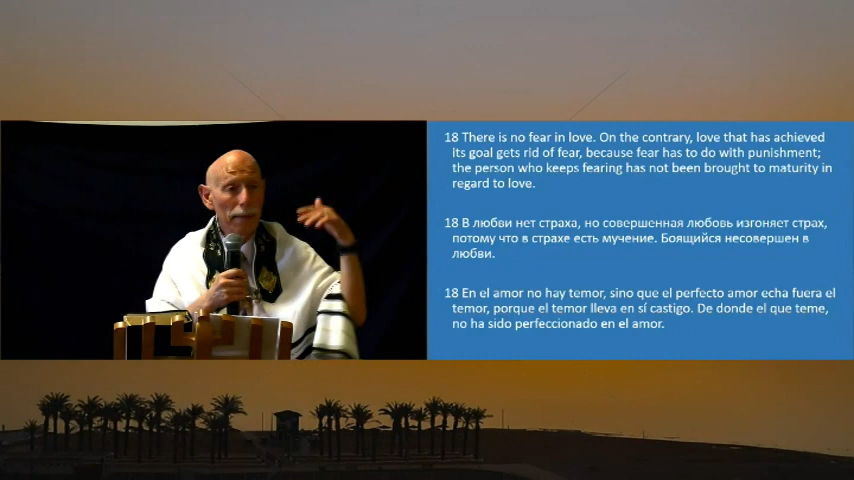 18 There is no fear in love. On the contrary, love that has achieved
its goal gets rid of fear, because fear has to do with punishment;
the person who keeps fearing has not been brought to maturity in
regard to love.
18 В любви нет страха, но совершенная любовь изгоняет страх,
потому что в страхе есть мучение. Боящийся несовершен в
любви.
18 En el amor no hay temor, sino que el perfecto amor echa fuera el
temor, porque el temor lleva en sí castigo. De donde el que teme,
no ha sido perfeccionado en el amor.